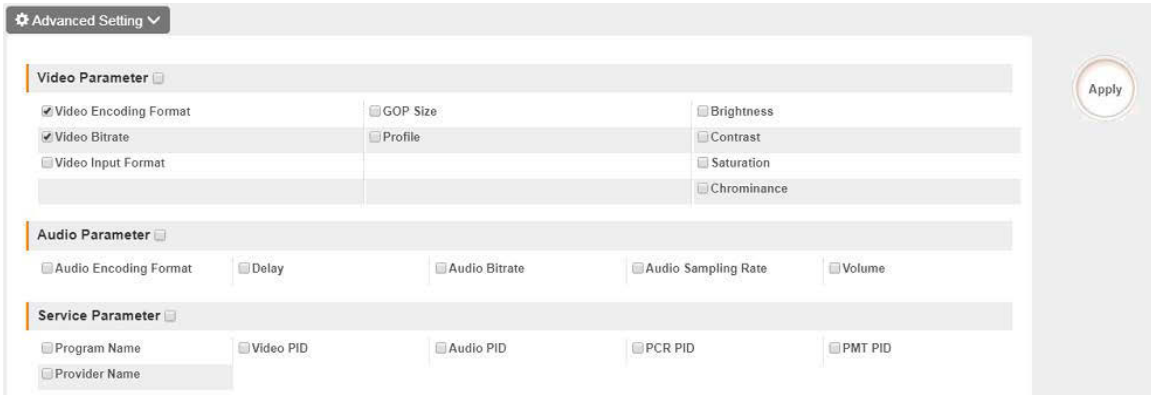 Advanced Setting
Apply
Video Parameter
Video Encoding Format GOP Size Brightness
Video Bitrate Profile Contrast
Video Input Format Saturation
Chrominance
Audio Parameter
Audio Encoding Format Delay Audio Bitrate Audio Sampling Rate Volume
Service Parameter
Program Name Video PID Audio PID PCR PID PMT PID
Provider Name